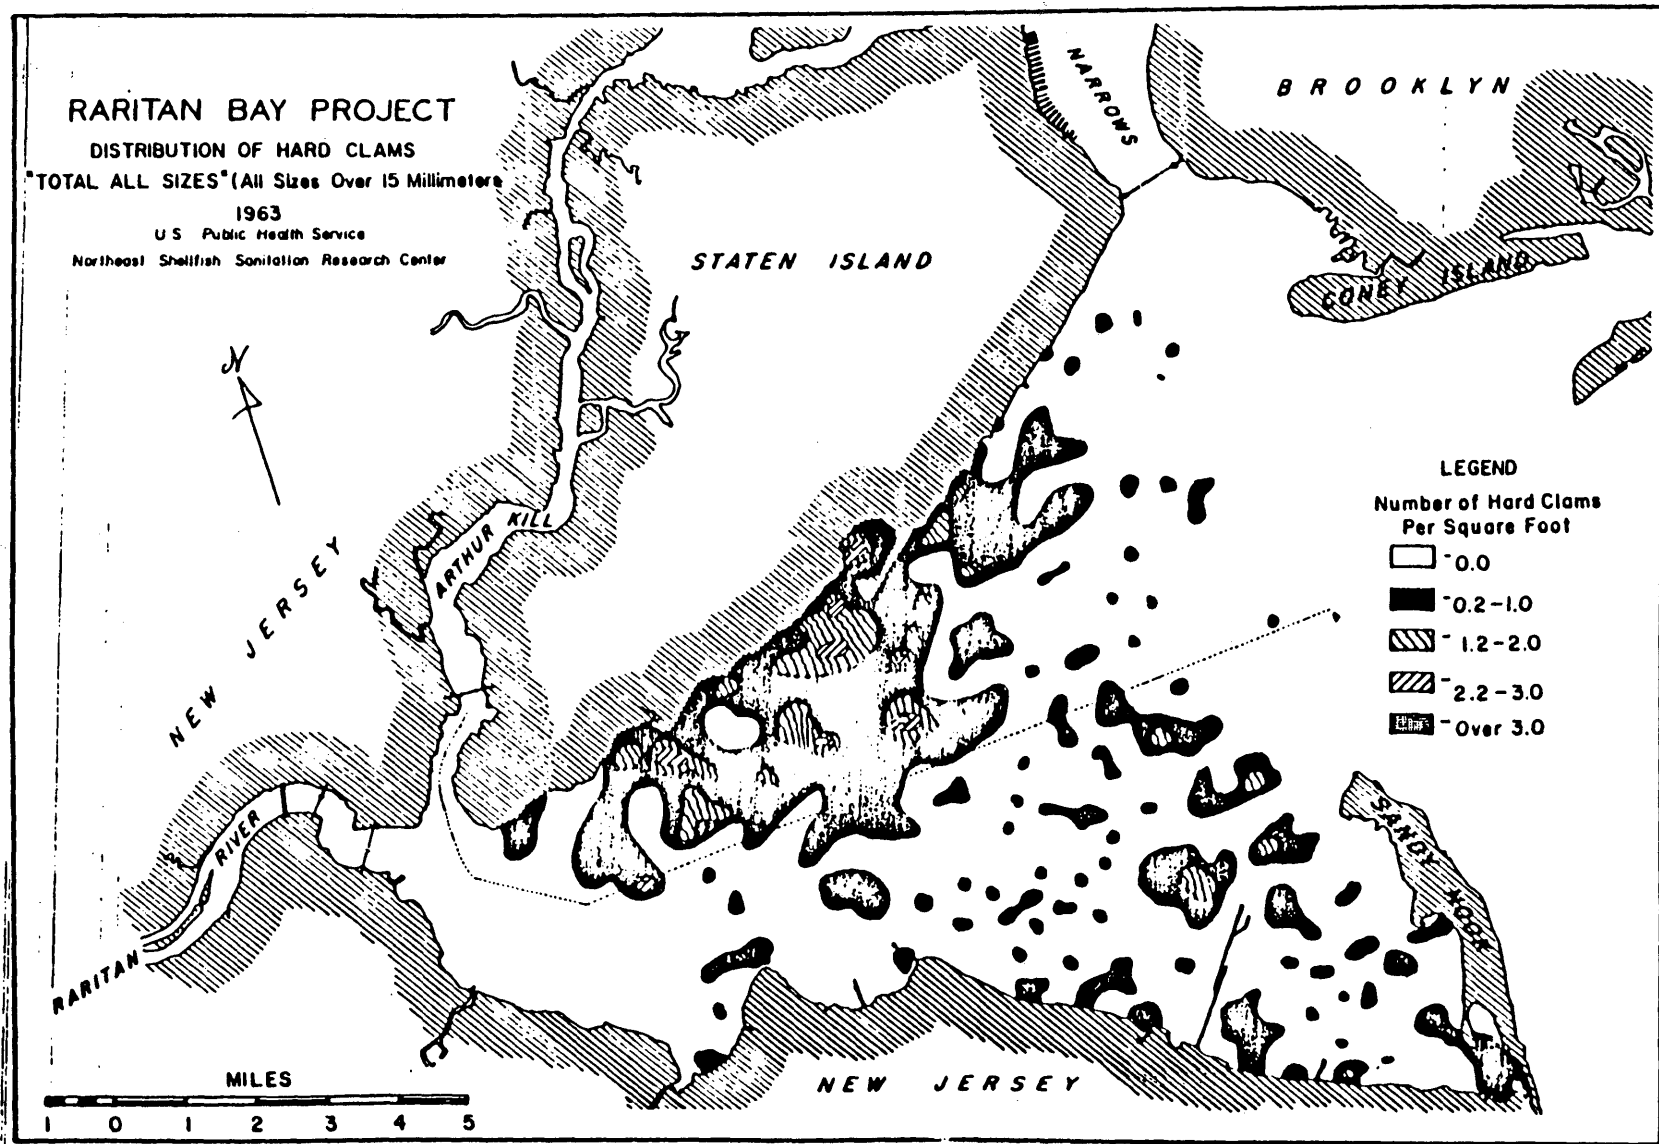 RARITAN BAY PROJECT
DISTRIBUTION OF HARD CLAMS
"TOTAL ALL SIZES" (All Sizes Over 15 Millimeters
1963
U S Public Health Service
Northeast Shellfish Sanitation Research Center
N
NARROWS
BROOKLYN
STATEN ISLAND
CONEY ISLAND
ARTHUR KILL
NEW JERSEY
LEGEND
Number of Hard Clams
Per Square Foot
- 0.0
- 0.2-1.0
- 1.2-2.0
- 2.2-3.0
- Over 3.0
SANDY HOOK
RARITAN RIVER
NEW JERSEY
MILES
1 0 1 2 3 4 5